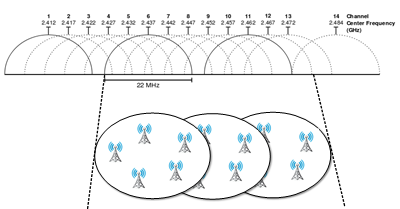 1 2 3 4 5 6 7 8 9 10 11 12 13 14 Channel
2.412 2.417 2.422 2.427 2.432 2.437 2.442 2.447 2.452 2.457 2.462 2.467 2.472 2.484 Center Frequency
(GHz)
22 MHz